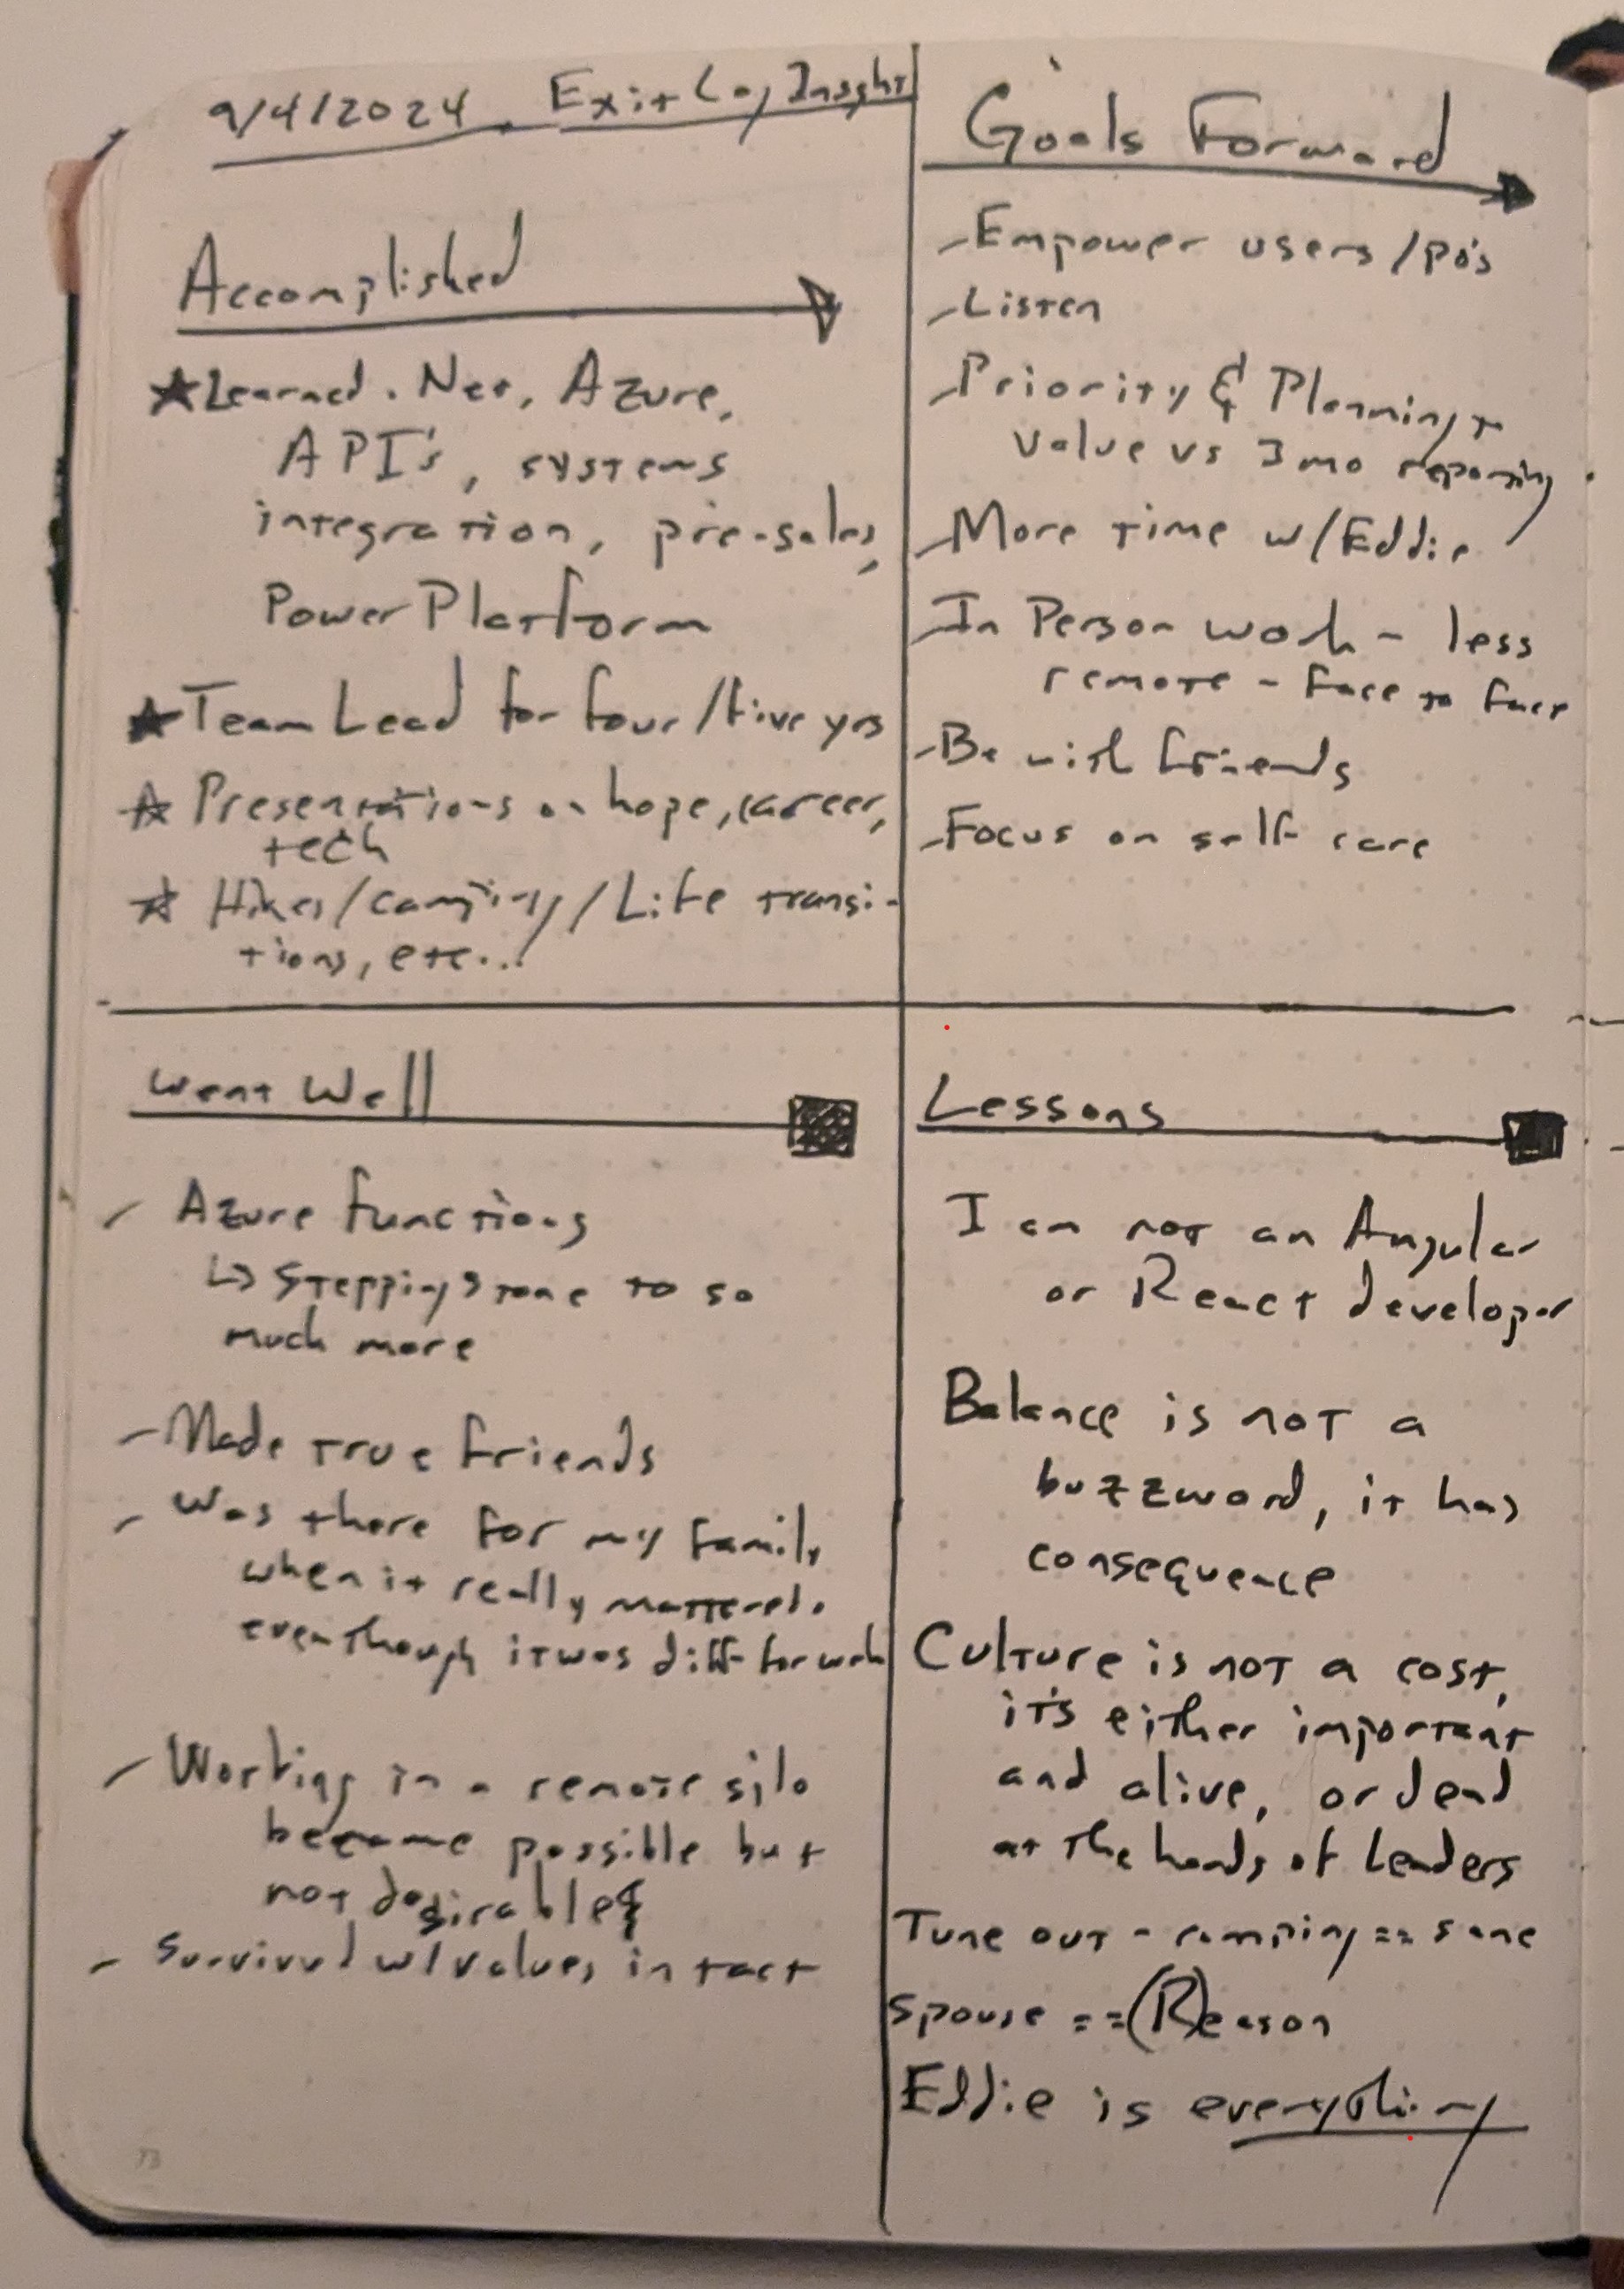 9/4/2024. Exit Log Insght
Accomplished
Learned .Net, Azure,
API's, systems
integration, pre-sales,
Power Platform
Team Lead for four/five yrs
Presentations on hope, career,
tech
Hikes/camping/Life transi-
tions, etc...
Goals Forward
- Empower users/po's
- Listen
- Priority & Planning
value vs 3 mo reporting
- More time w/Eddie
- In Person work - less
remote - face to face
- Be with friends
- Focus on self care
Went Well
- Azure functions
↳ Stepping stone to so
much more
- Made true friends
- Was there for my family
when it really mattered.
even though it was diff for work
- Working in a remote silo
became possible but
not desirable
- Survived w/values in tact
Lessons
I am not an Angular
or React developer
Balance is not a
buzzword, it has
consequence
Culture is not a cost,
it's either important
and alive, or dead
at the hands of leaders
Tune out - camping == sane
Spouse == (R)eason
Eddie is everything